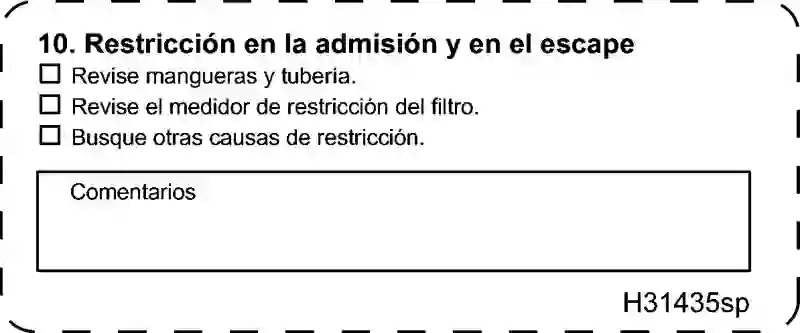 10. Restricción en la admisión y en el escape
Revise mangueras y tubería.
Revise el medidor de restricción del filtro.
Busque otras causas de restricción.
Comentarios
H31435sp